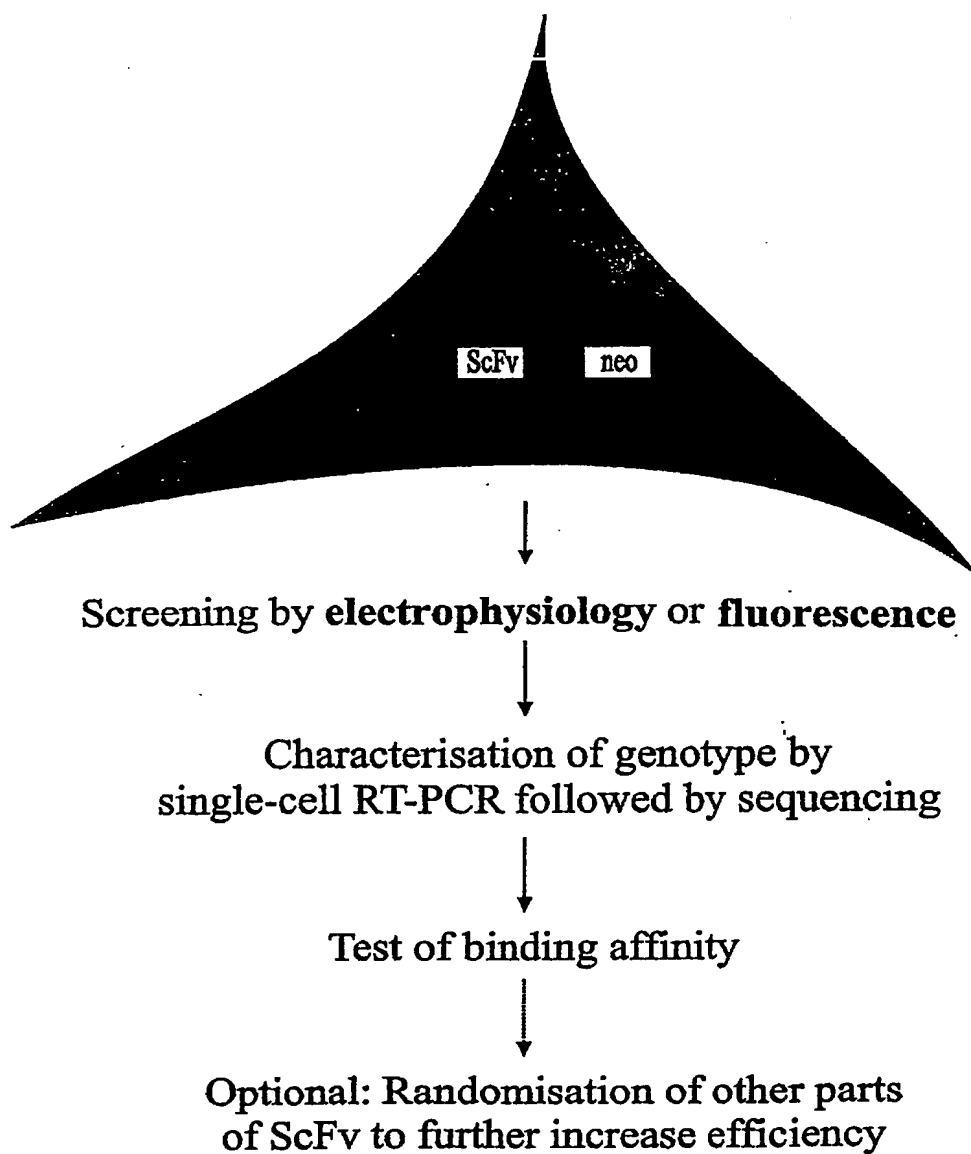 ScFv neo
Screening by electrophysiology or fluorescence
Characterisation of genotype by
single-cell RT-PCR followed by sequencing
Test of binding affinity
Optional: Randomisation of other parts
of ScFv to further increase efficiency